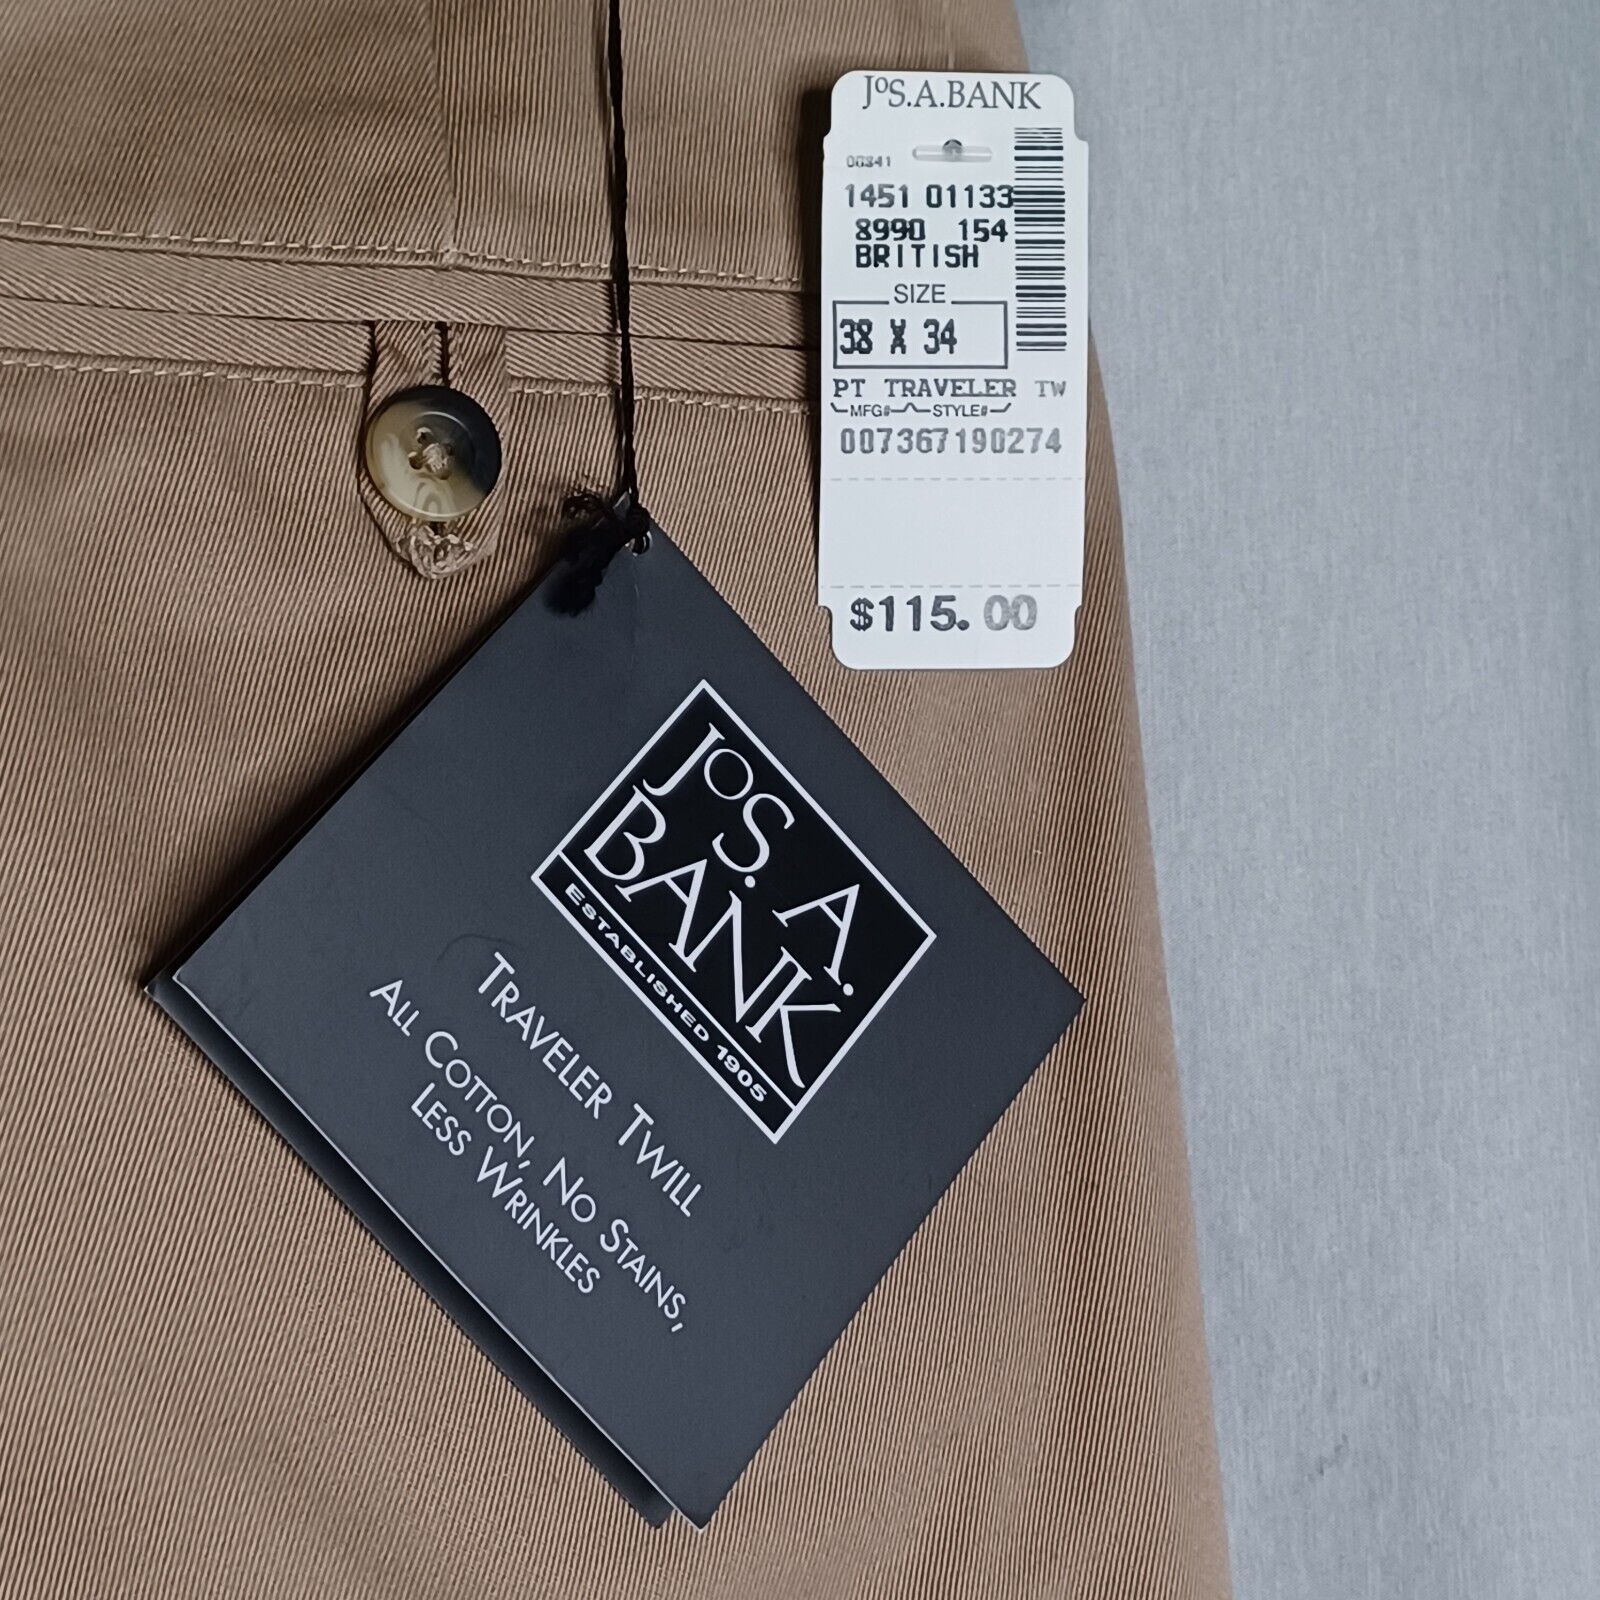 JoS.A.BANK
00841
1451 01133
8990 154
BRITISH
SIZE
38 X 34
PT TRAVELER TW
MFG# STYLE#
007367190274
$115.00
JoS. A.
BANK
ESTABLISHED 1905
TRAVELER TWILL
ALL COTTON, NO STAINS,
LESS WRINKLES